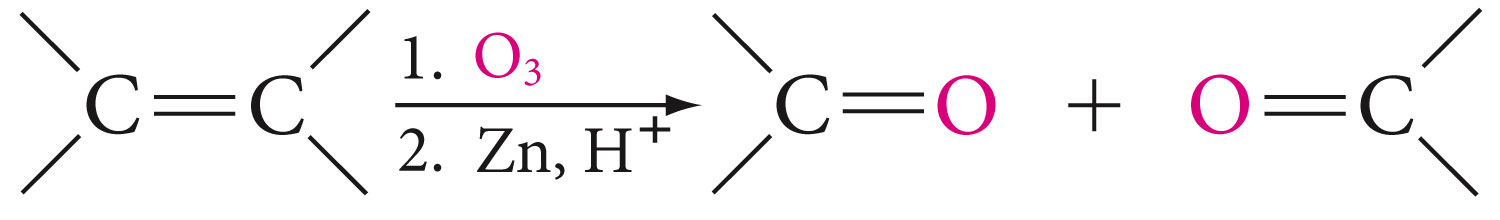 C=C 1. O₃ C=O + O=C
2. Zn, H⁺